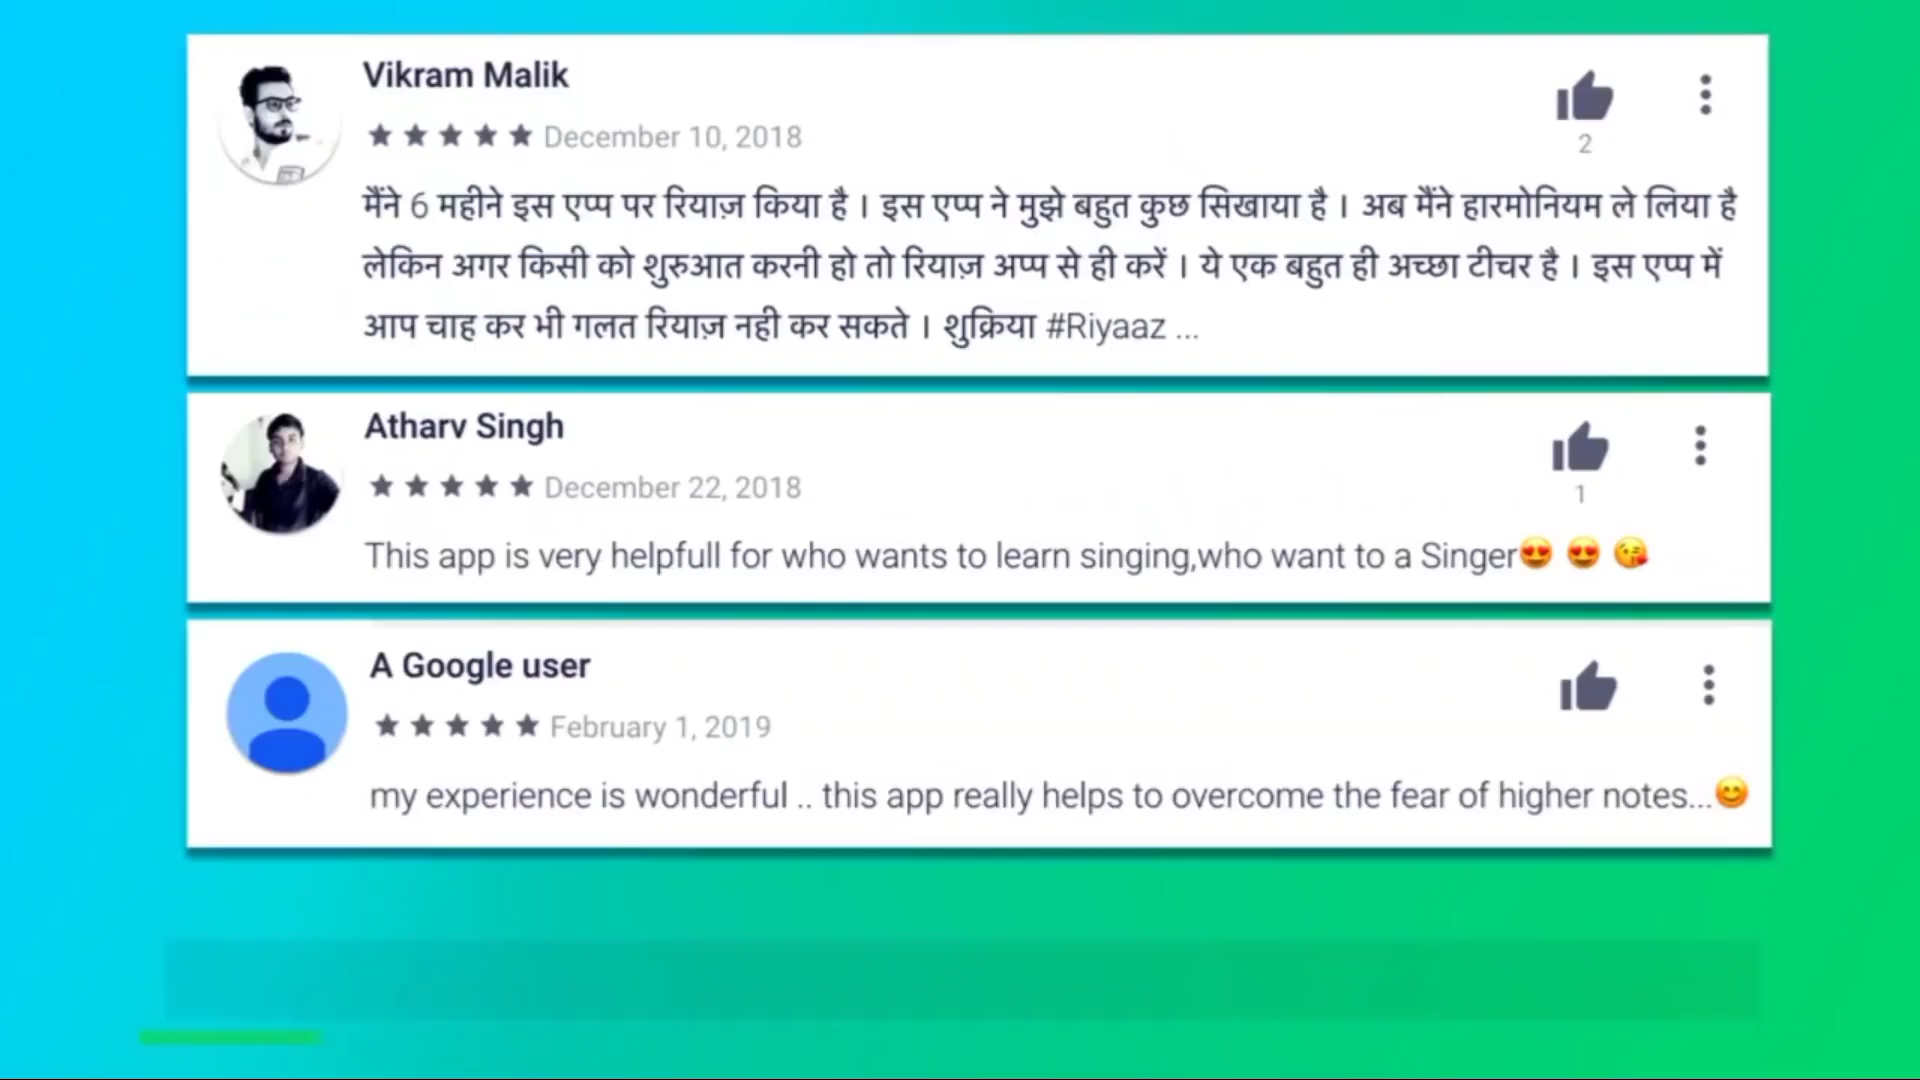 Vikram Malik
★★★★★ December 10, 2018
2
मैंने 6 महीने इस एप्प पर रियाज़ किया है । इस एप्प ने मुझे बहुत कुछ सिखाया है । अब मैंने हारमोनियम ले लिया है
लेकिन अगर किसी को शुरुआत करनी हो तो रियाज़ अप्प से ही करें । ये एक बहुत ही अच्छा टीचर है । इस एप्प में
आप चाह कर भी गलत रियाज़ नही कर सकते । शुक्रिया #Riyaaz ...
Atharv Singh
★★★★★ December 22, 2018
1
This app is very helpfull for who wants to learn singing,who want to a Singer😍 😍 😘
A Google user
★★★★★ February 1, 2019
my experience is wonderful .. this app really helps to overcome the fear of higher notes...😊